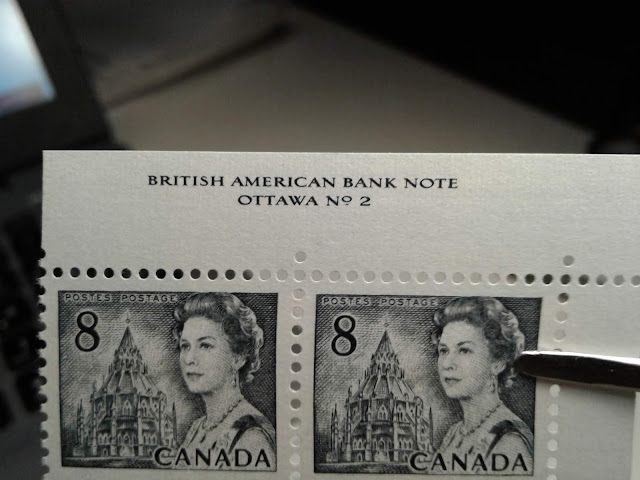 BRITISH AMERICAN BANK NOTE
OTTAWA Nº 2
POSTES POSTAGE
8
CANADA
POSTES POSTAGE
8
CANADA